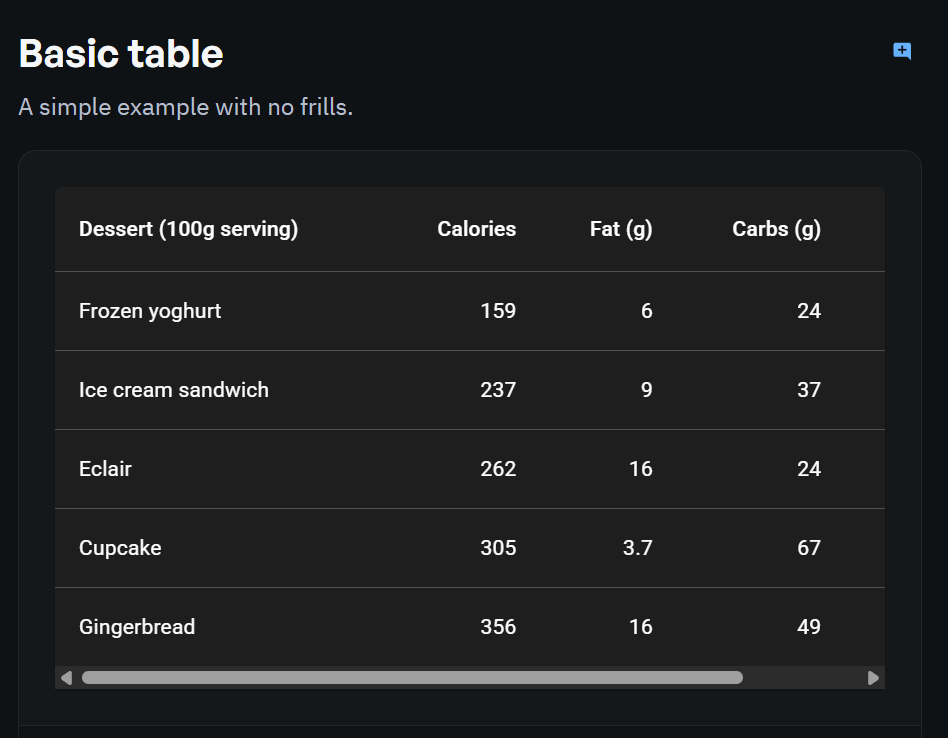 Basic table
A simple example with no frills.
Dessert (100g serving) Calories Fat (g) Carbs (g)
Frozen yoghurt 159 6 24
Ice cream sandwich 237 9 37
Eclair 262 16 24
Cupcake 305 3.7 67
Gingerbread 356 16 49